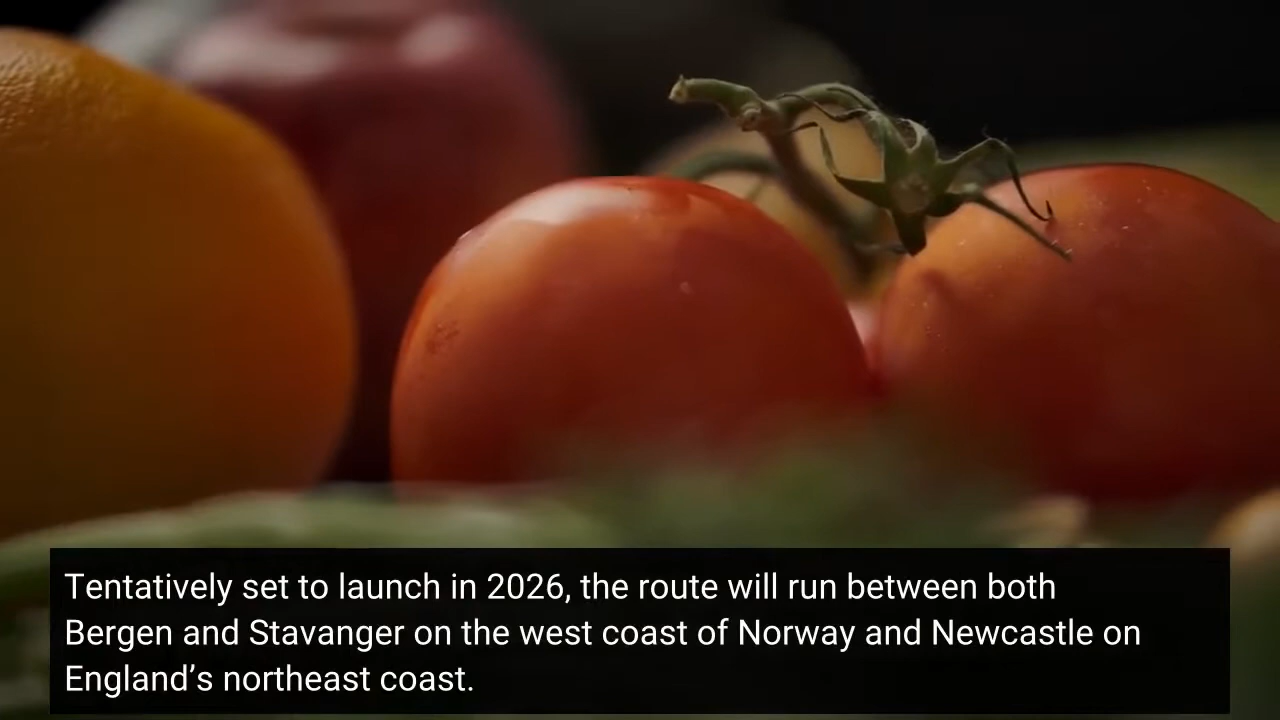 Tentatively set to launch in 2026, the route will run between both
Bergen and Stavanger on the west coast of Norway and Newcastle on
England’s northeast coast.